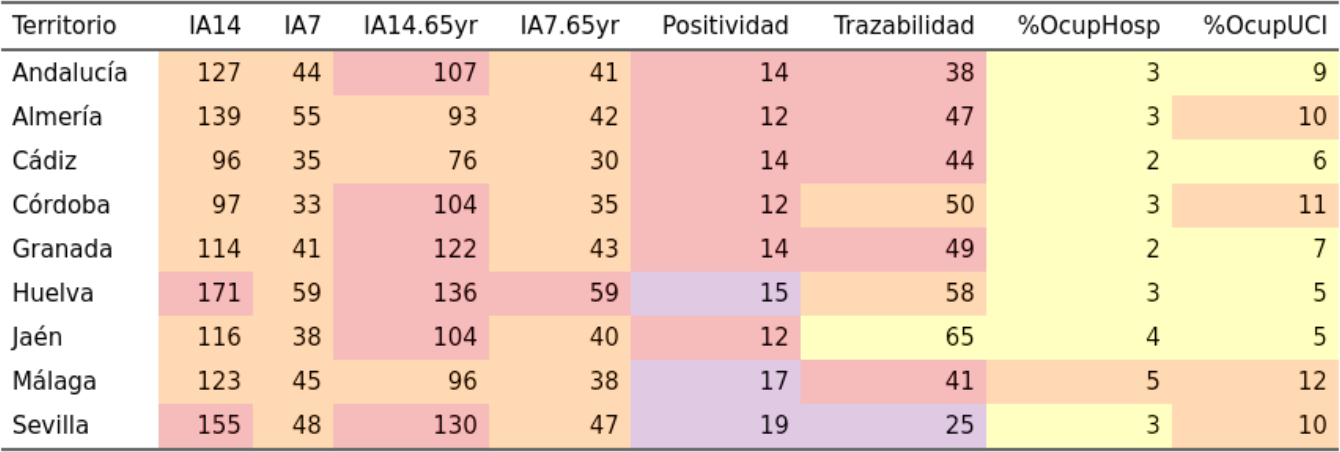 Territorio IA14 IA7 IA14.65yr IA7.65yr Positividad Trazabilidad %OcupHosp %OcupUCI
Andalucía 127 44 107 41 14 38 3 9
Almería 139 55 93 42 12 47 3 10
Cádiz 96 35 76 30 14 44 2 6
Córdoba 97 33 104 35 12 50 3 11
Granada 114 41 122 43 14 49 2 7
Huelva 171 59 136 59 15 58 3 5
Jaén 116 38 104 40 12 65 4 5
Málaga 123 45 96 38 17 41 5 12
Sevilla 155 48 130 47 19 25 3 10